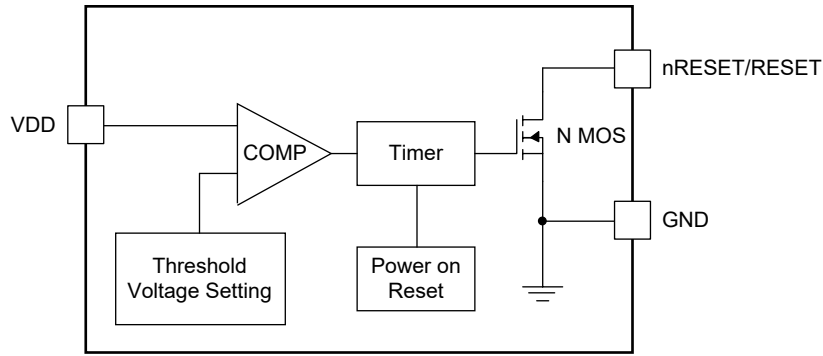 nRESET/RESET
VDD
COMP
Timer
N MOS
GND
Threshold
Voltage Setting
Power on
Reset